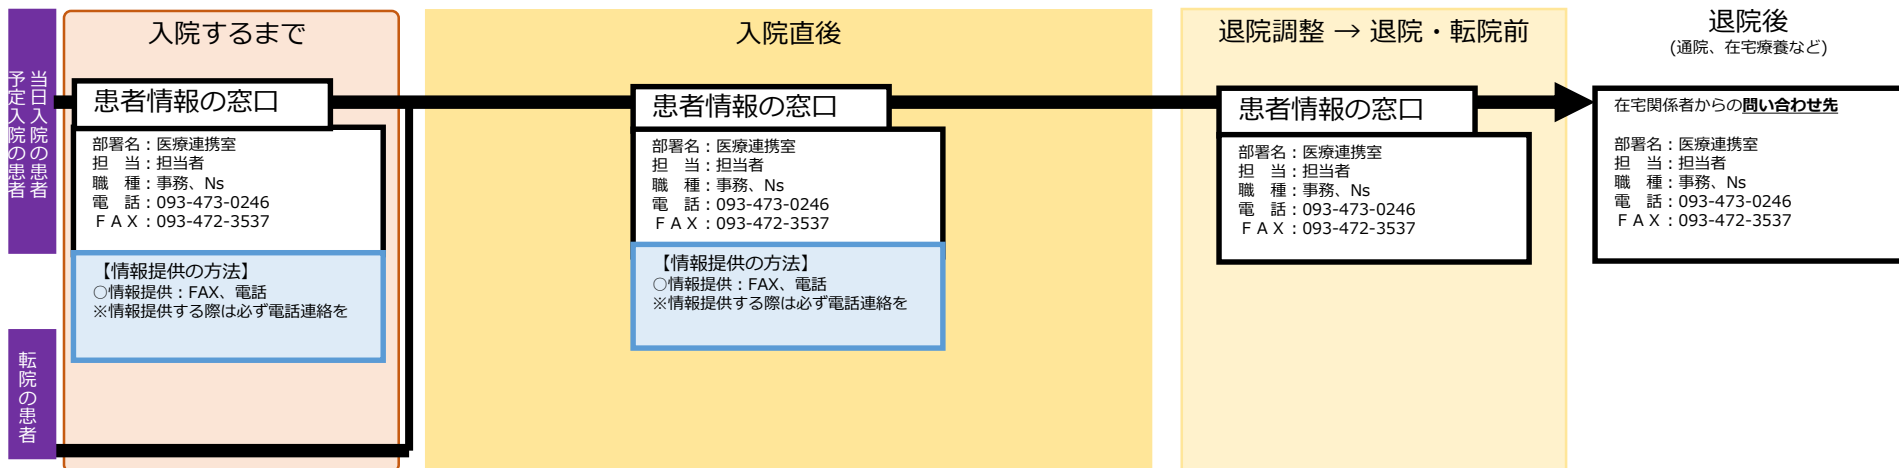 当日入院の患者
予定入院の患者
転院の患者
入院するまで
患者情報の窓口
部署名：医療連携室
担　当：担当者
職　種：事務、Ns
電　話：093-473-0246
ＦＡＸ：093-472-3537
【情報提供の方法】
○情報提供：FAX、電話
※情報提供する際は必ず電話連絡を
入院直後
患者情報の窓口
部署名：医療連携室
担　当：担当者
職　種：事務、Ns
電　話：093-473-0246
ＦＡＸ：093-472-3537
【情報提供の方法】
○情報提供：FAX、電話
※情報提供する際は必ず電話連絡を
退院調整 → 退院・転院前
患者情報の窓口
部署名：医療連携室
担　当：担当者
職　種：事務、Ns
電　話：093-473-0246
ＦＡＸ：093-472-3537
退院後
(通院、在宅療養など)
在宅関係者からの問い合わせ先
部署名：医療連携室
担　当：担当者
職　種：事務、Ns
電　話：093-473-0246
ＦＡＸ：093-472-3537